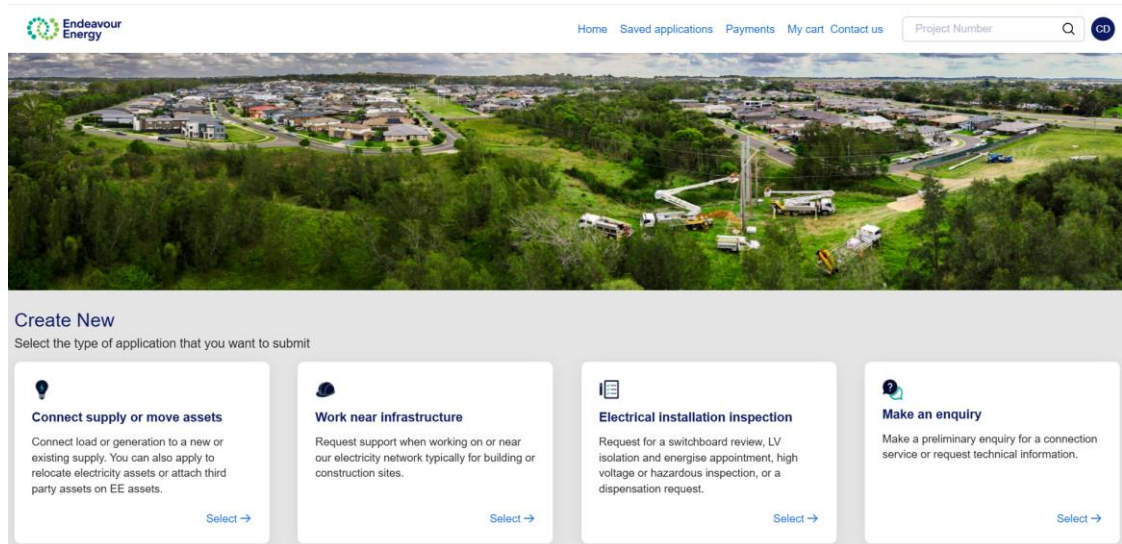 Endeavour
Energy
Home Saved applications Payments My cart Contact us Project Number CD
Create New
Select the type of application that you want to submit
Connect supply or move assets
Connect load or generation to a new or
existing supply. You can also apply to
relocate electricity assets or attach third
party assets on EE assets.
Select →
Work near infrastructure
Request support when working on or near
our electricity network typically for building or
construction sites.
Select →
Electrical installation inspection
Request for a switchboard review, LV
isolation and energise appointment, high
voltage or hazardous inspection, or a
dispensation request.
Select →
Make an enquiry
Make a preliminary enquiry for a connection
service or request technical information.
Select →